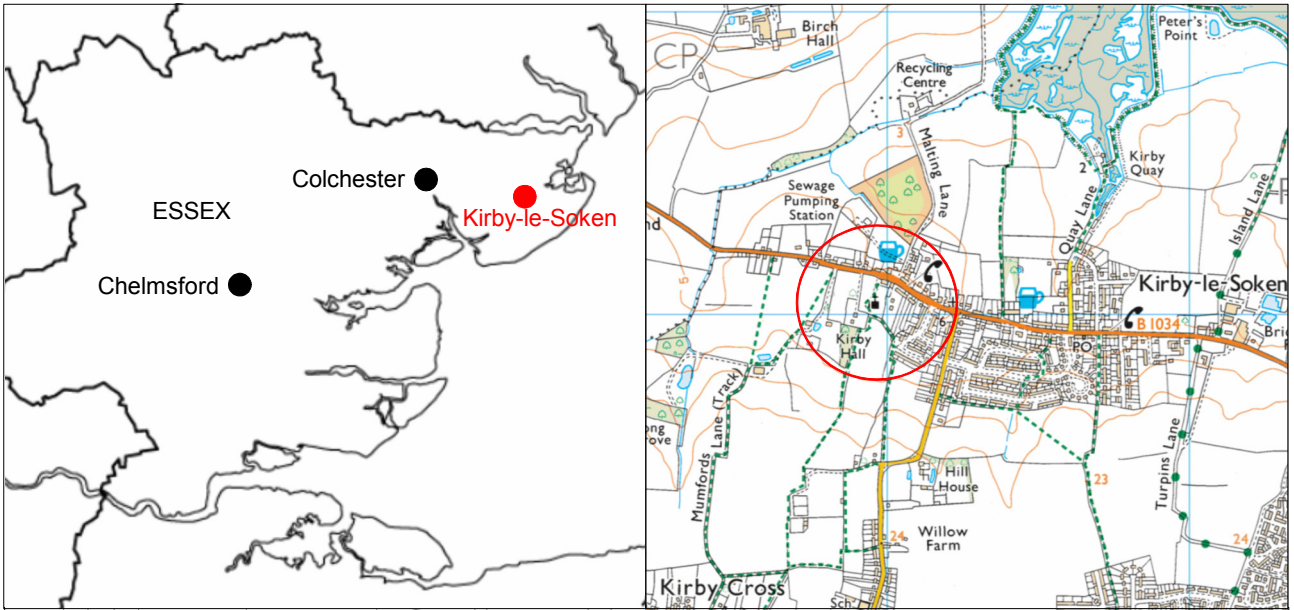 Colchester
ESSEX
Kirby-le-Soken
Chelmsford
Birch
Hall
CP
Peter's
Point
Recycling
Centre
3
Malting Lane
Kirby
Quay
2
Sewage
Pumping
Station
Quay Lane
Island Lane
5
Kirby-le-Soken
6
B1034
Kirby
Hall
PO
Mumfords Lane (Track)
Turpins Lane
Hill
House
23
24
Willow
Farm
24
Kirby Cross
Sch